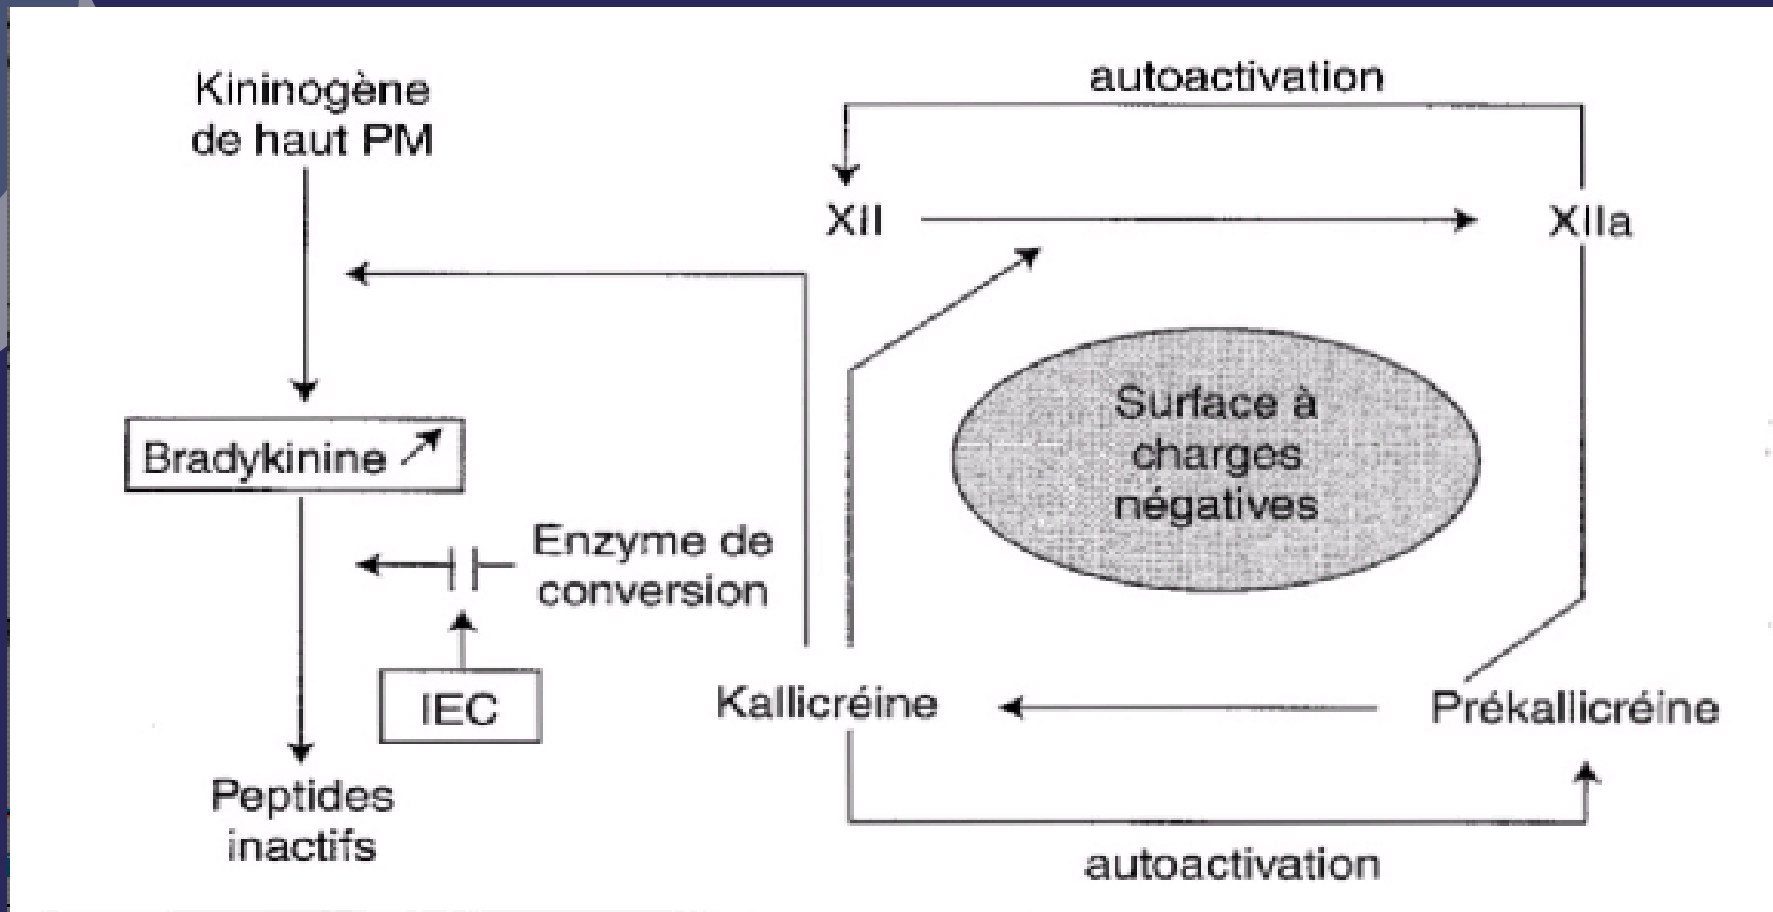 Kininogène
de haut PM
autoactivation
XII
XIIa
Surface à
charges
négatives
Bradykinine
Enzyme de
conversion
IEC
Kallicréine
Prékallicréine
Peptides
inactifs
autoactivation